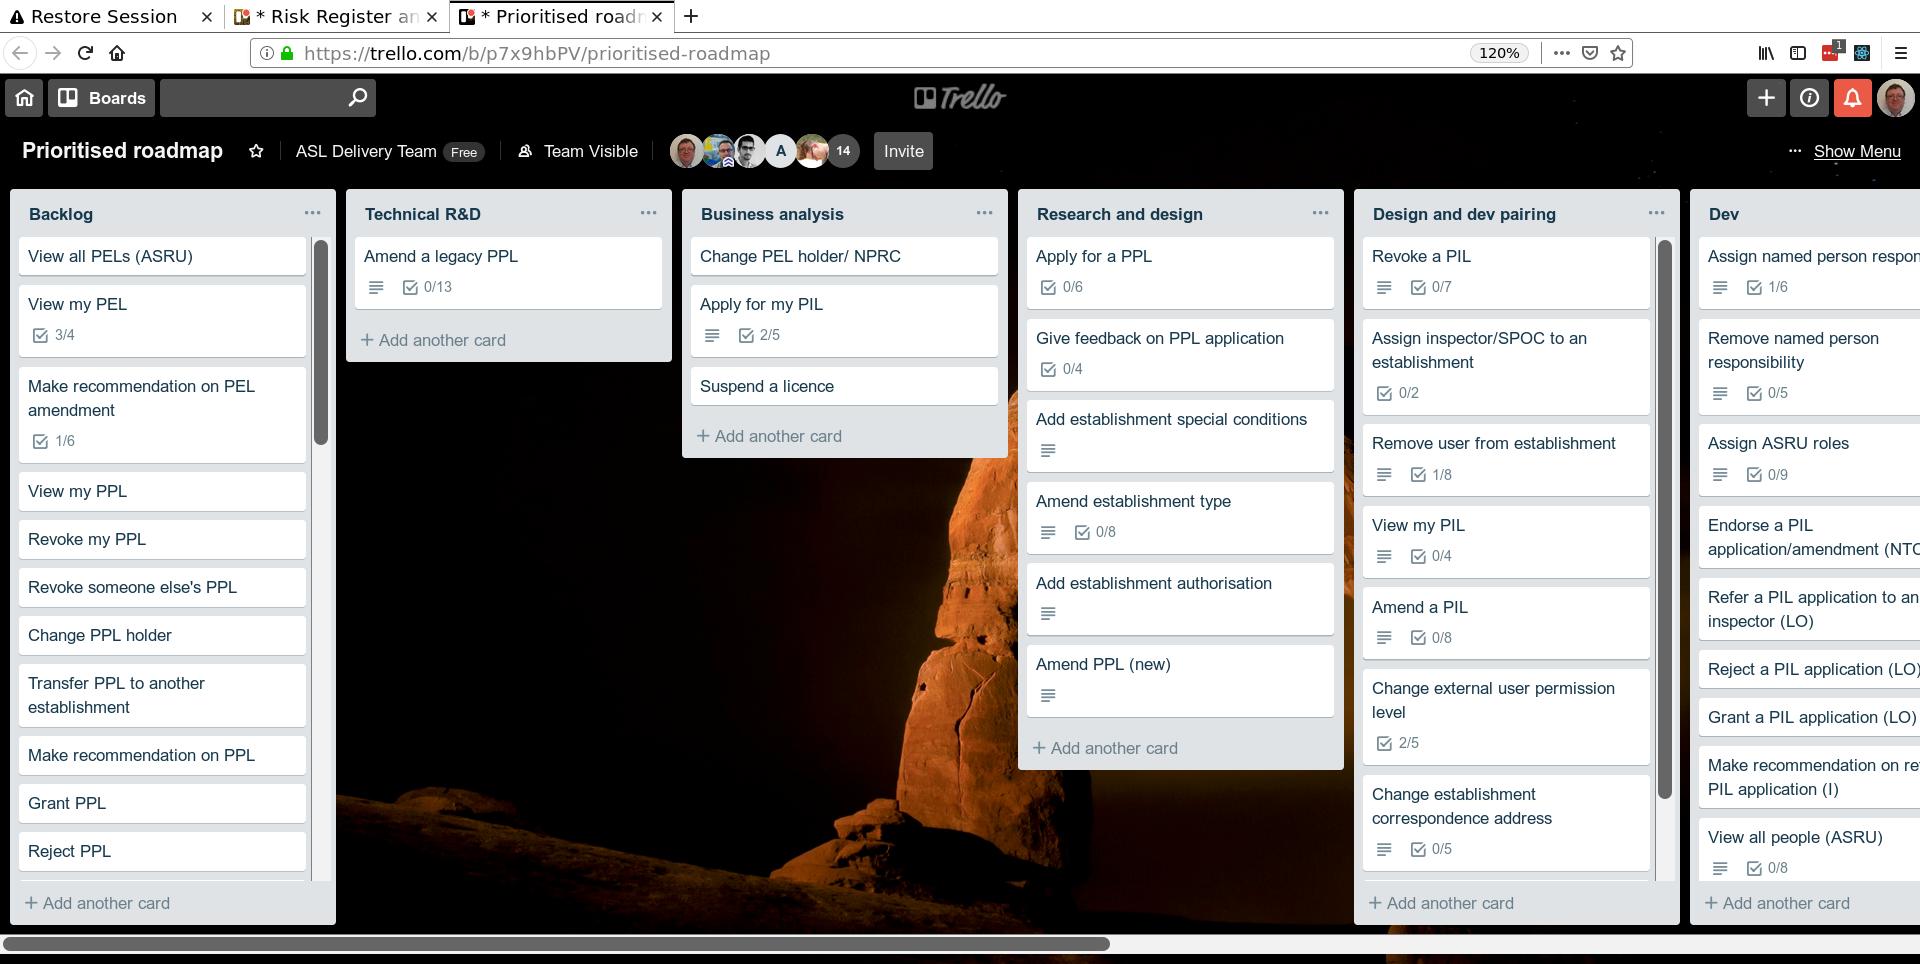 Restore Session
* Risk Register an
* Prioritised roadm
https://trello.com/b/p7x9hbPV/prioritised-roadmap
120%
1
Boards
Trello
Prioritised roadmap
ASL Delivery Team Free
Team Visible
A
14
Invite
Show Menu
Backlog
View all PELs (ASRU)
View my PEL
3/4
Make recommendation on PEL
amendment
1/6
View my PPL
Revoke my PPL
Revoke someone else's PPL
Change PPL holder
Transfer PPL to another
establishment
Make recommendation on PPL
Grant PPL
Reject PPL
+ Add another card
Technical R&D
Amend a legacy PPL
0/13
+ Add another card
Business analysis
Change PEL holder/ NPRC
Apply for my PIL
2/5
Suspend a licence
+ Add another card
Research and design
Apply for a PPL
0/6
Give feedback on PPL application
0/4
Add establishment special conditions
Amend establishment type
0/8
Add establishment authorisation
Amend PPL (new)
+ Add another card
Design and dev pairing
Revoke a PIL
0/7
Assign inspector/SPOC to an
establishment
0/2
Remove user from establishment
1/8
View my PIL
0/4
Amend a PIL
0/8
Change external user permission
level
2/5
Change establishment
correspondence address
0/5
+ Add another card
Dev
Assign named person respon
1/6
Remove named person
responsibility
0/5
Assign ASRU roles
0/9
Endorse a PIL
application/amendment (NTC
Refer a PIL application to an
inspector (LO)
Reject a PIL application (LO)
Grant a PIL application (LO)
Make recommendation on re
PIL application (I)
View all people (ASRU)
0/8
+ Add another card